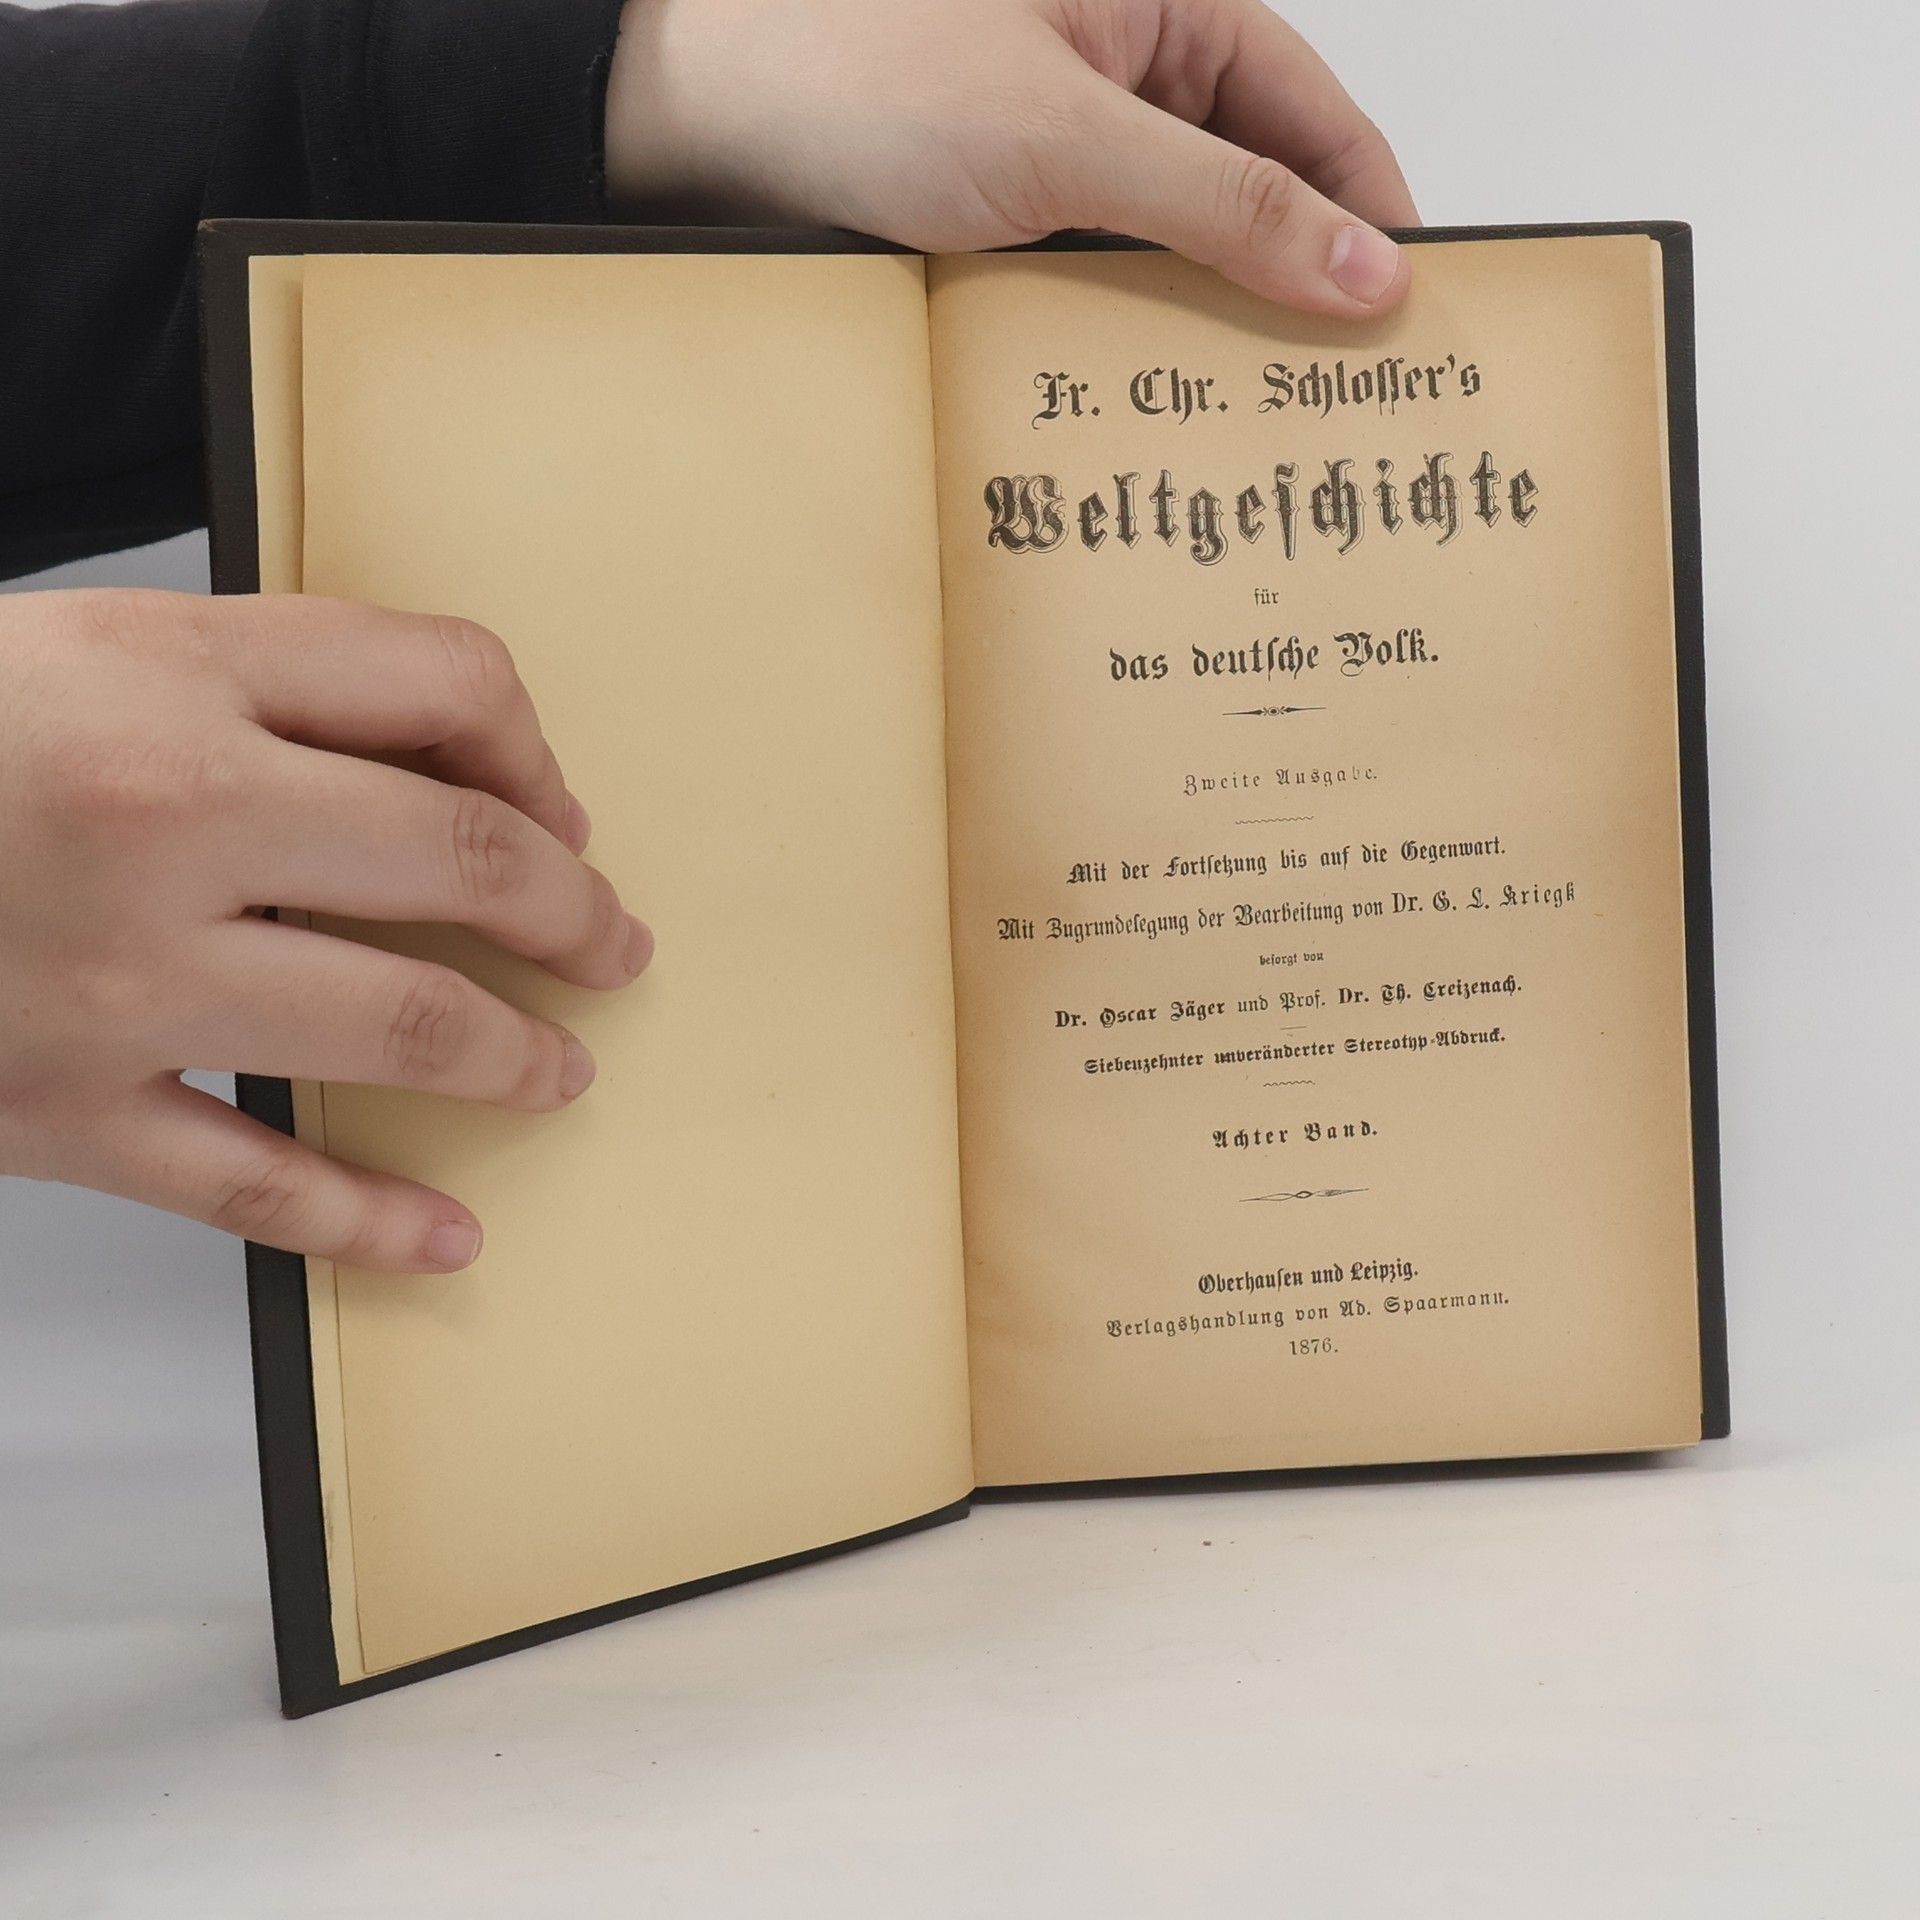 Fr. Chr. Schloſſer's
Weltgeſchichte
für
das deutſche Volk.
Zweite Ausgabe.
Mit der Fortſetzung bis auf die Gegenwart.
Mit Zugrundelegung der Bearbeitung von Dr. G. L. Kriegk
beſorgt von
Dr. Oscar Jäger und Prof. Dr. Th. Creizenach.
Siebenzehnter unveränderter Stereotyp-Abdruck.
Achter Band.
Oberhauſen und Leipzig.
Verlagshandlung von Ad. Spaarmann.
1876.